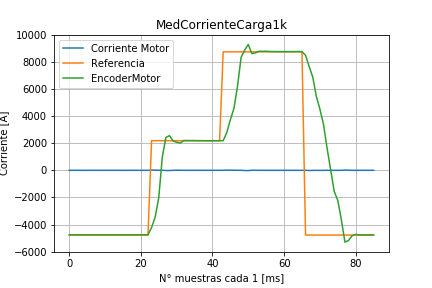 MedCorrienteCarga1k
Corriente Motor
Referencia
EncoderMotor
10000
8000
6000
4000
2000
0
−2000
−4000
−6000
Corriente [A]
0 20 40 60 80
N° muestras cada 1 [ms]